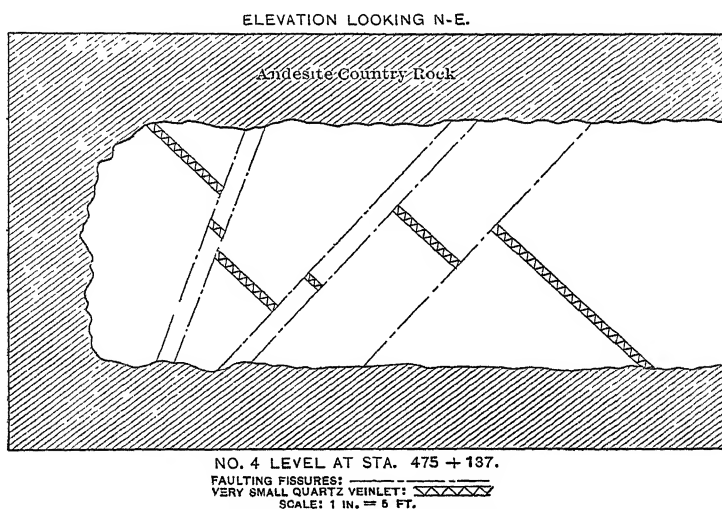 ELEVATION LOOKING N-E.
Andesite Country Rock
NO. 4 LEVEL AT STA. 475 + 137.
FAULTING FISSURES:
VERY SMALL QUARTZ VEINLET:
SCALE: 1 IN. = 5 FT.